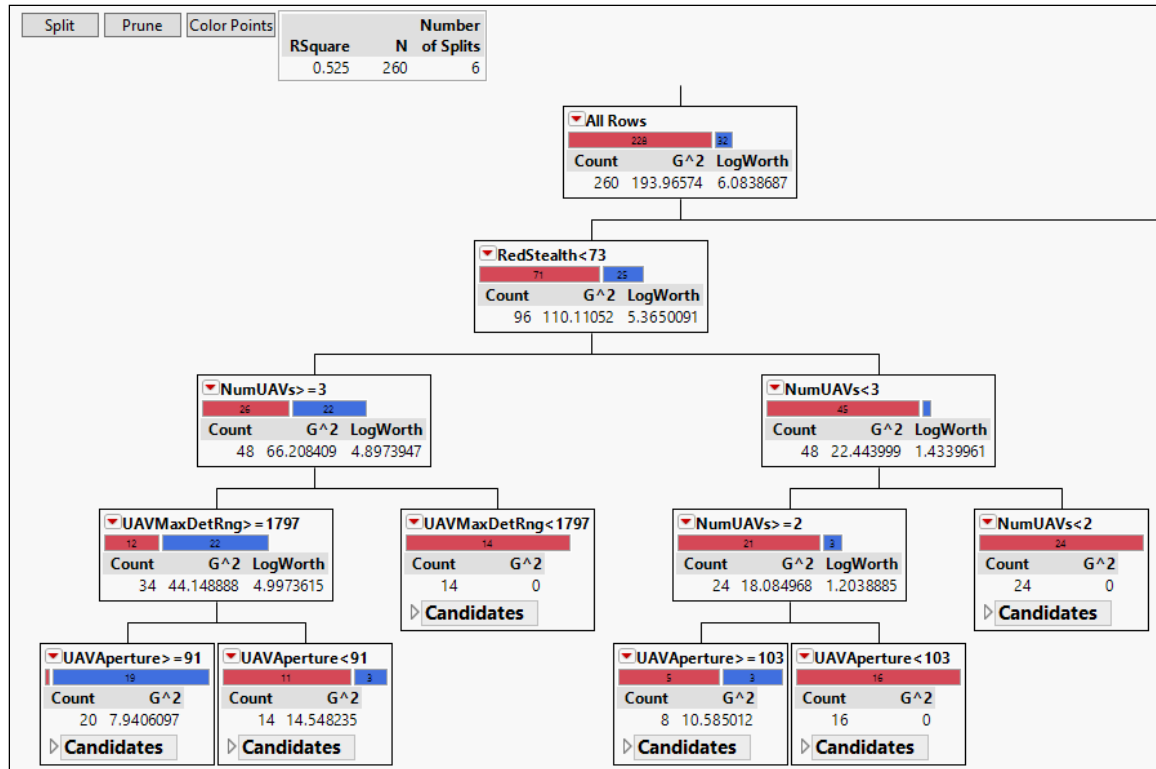 Split Prune Color Points
Number
RSquare N of Splits
0.525 260 6
All Rows
228 32
Count G^2 LogWorth
260 193.96574 6.0838687
RedStealth<73
71 25
Count G^2 LogWorth
96 110.11052 5.3650091
NumUAVs>=3
26 22
Count G^2 LogWorth
48 66.208409 4.8973947
NumUAVs<3
45
Count G^2 LogWorth
48 22.443999 1.4339961
UAVMaxDetRng>=1797
12 22
Count G^2 LogWorth
34 44.148888 4.9973615
UAVMaxDetRng<1797
14
Count G^2
14 0
Candidates
NumUAVs>=2
21 3
Count G^2 LogWorth
24 18.084968 1.2038885
NumUAVs<2
24
Count G^2
24 0
Candidates
UAVAperture>=91
19
Count G^2
20 7.9406097
Candidates
UAVAperture<91
11 3
Count G^2
14 14.548235
Candidates
UAVAperture>=103
5 3
Count G^2
8 10.585012
Candidates
UAVAperture<103
16
Count G^2
16 0
Candidates